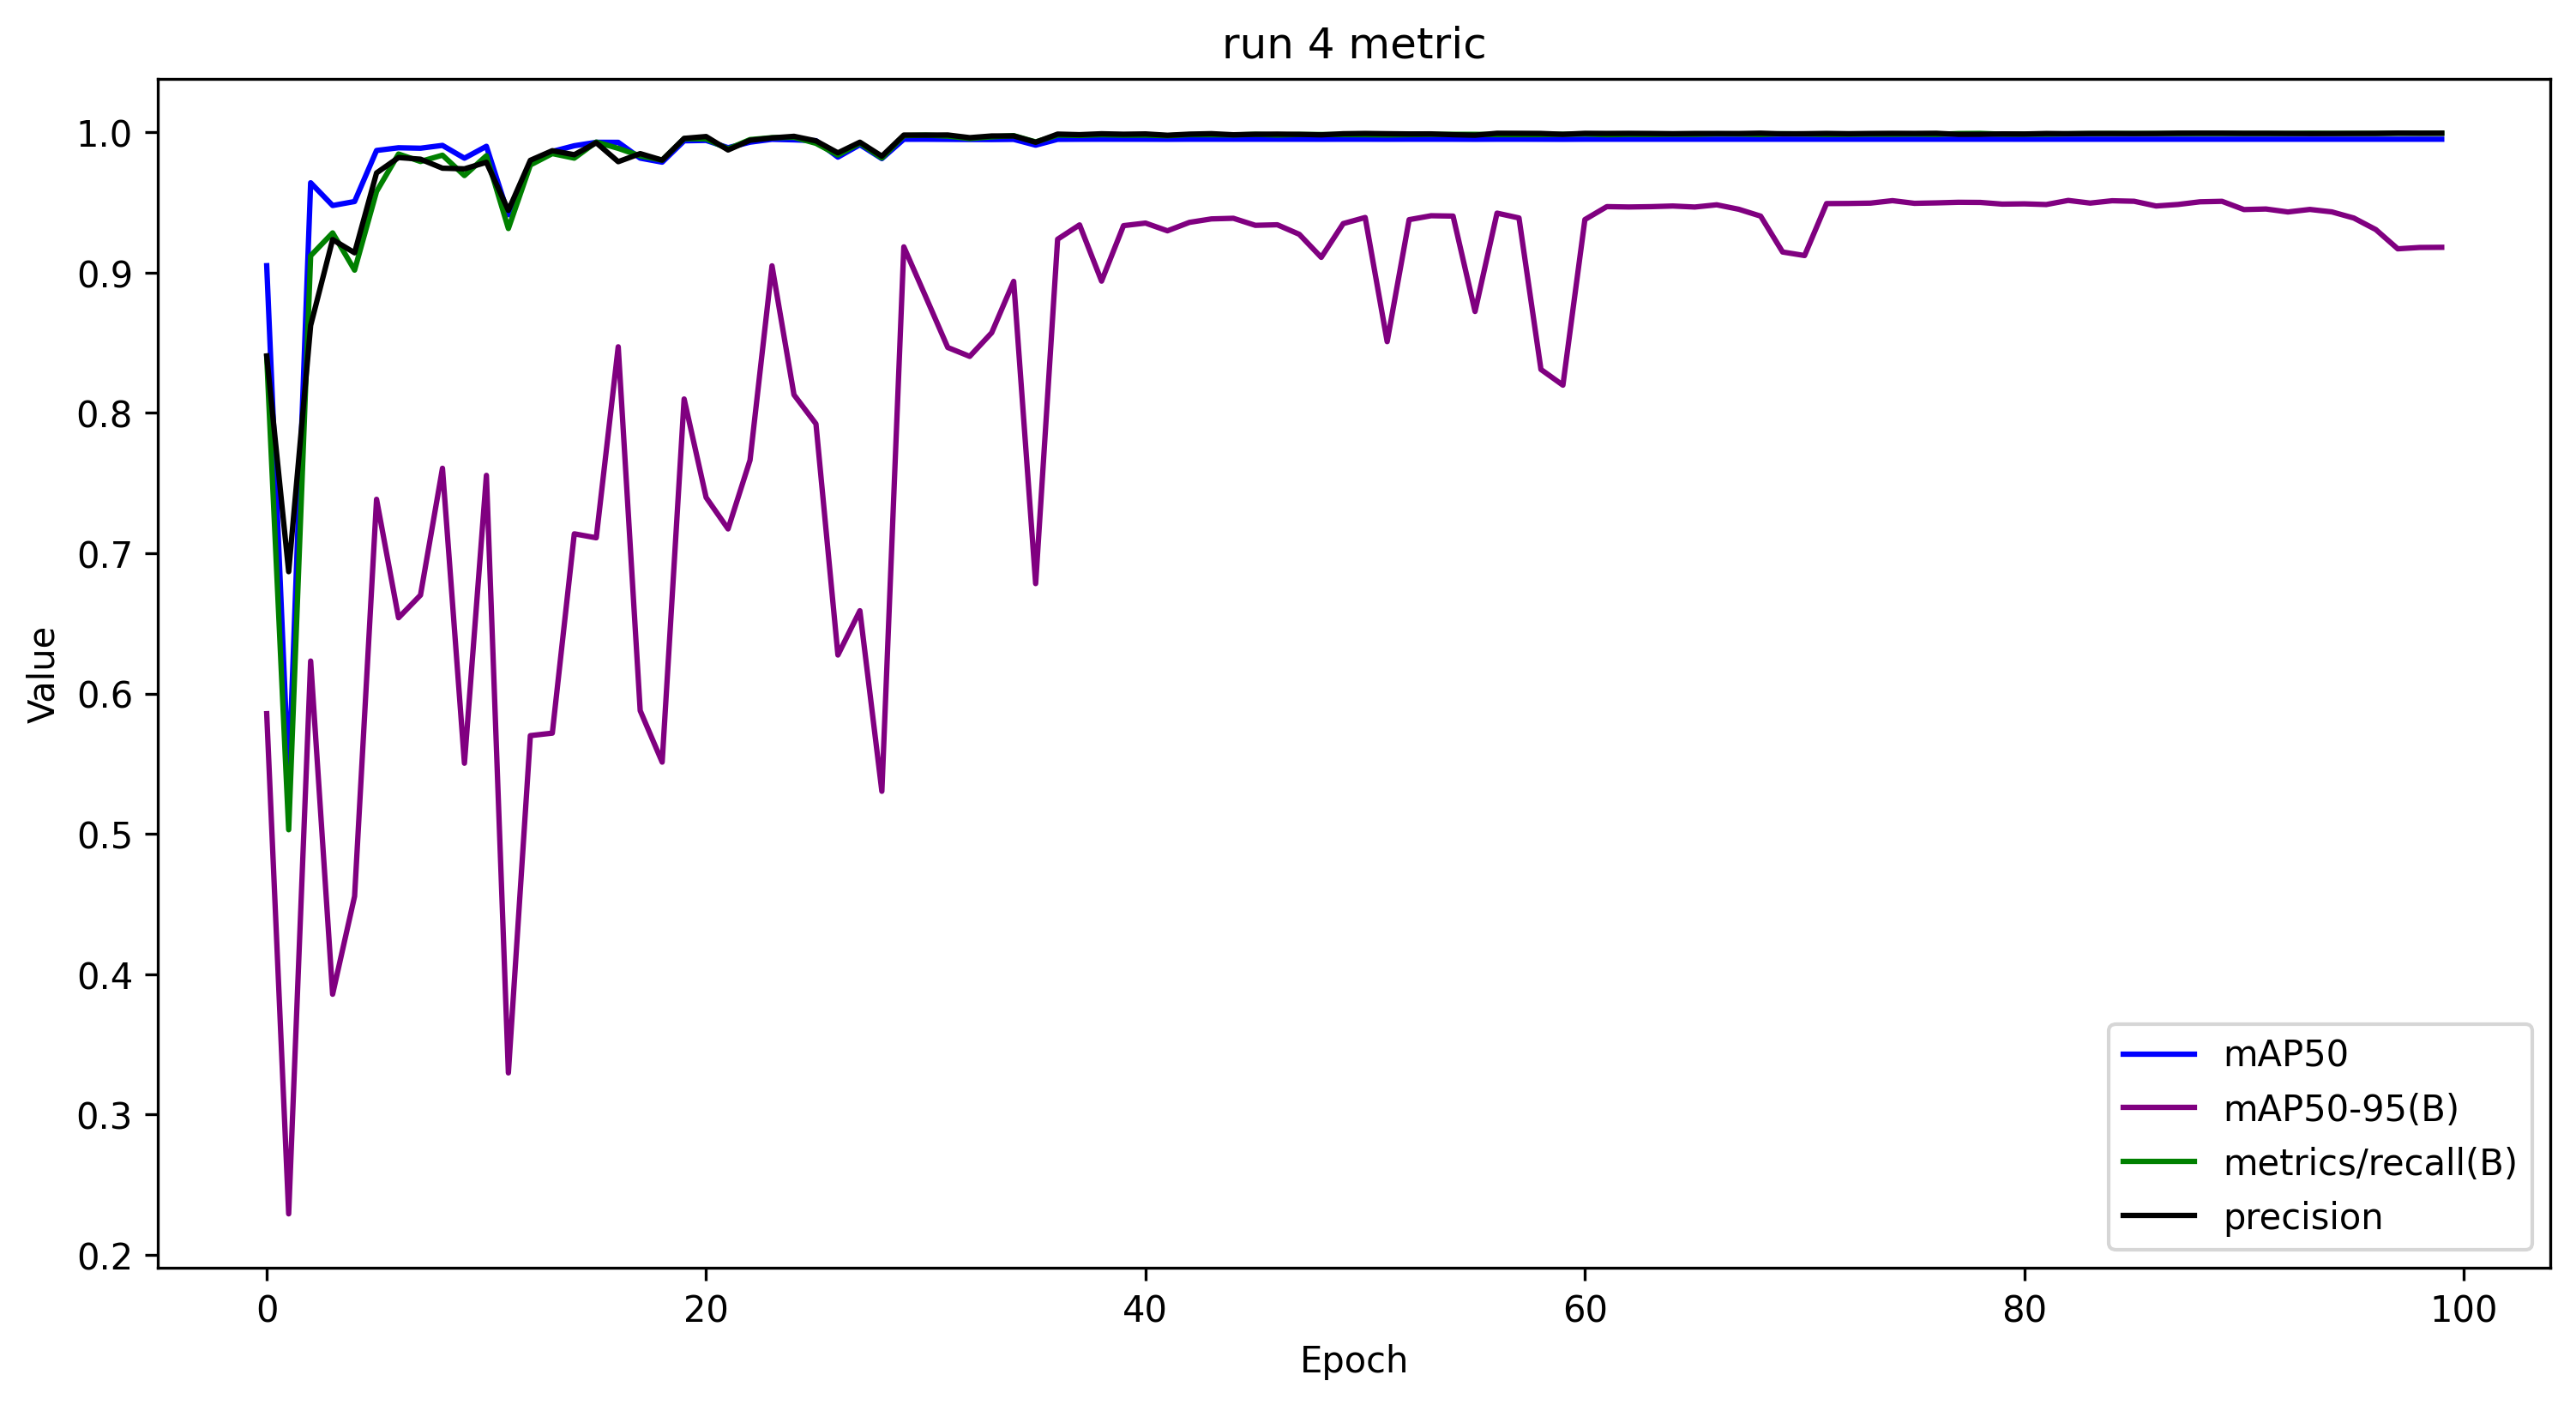 run 4 metric
1.0
0.9
0.8
0.7
0.6
0.5
0.4
0.3
0.2
Value
0 20 40 60 80 100
Epoch
mAP50
mAP50-95(B)
metrics/recall(B)
precision